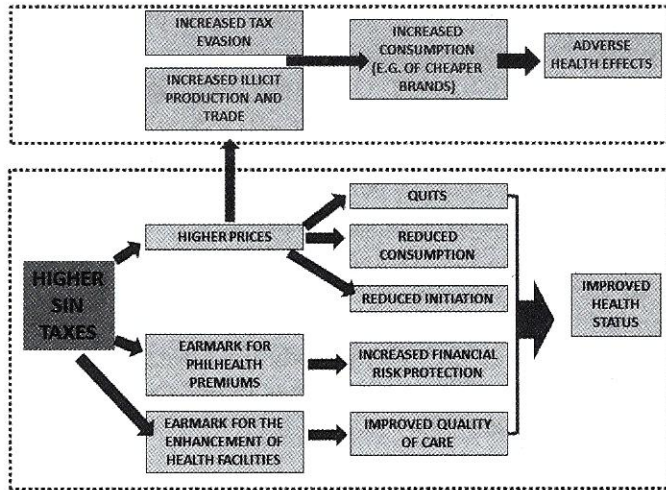 INCREASED TAX
EVASION
INCREASED ILLICIT
PRODUCTION AND
TRADE
INCREASED
CONSUMPTION
(E.G. OF CHEAPER
BRANDS)
ADVERSE
HEALTH EFFECTS
HIGHER
SIN
TAXES
HIGHER PRICES
QUITS
REDUCED
CONSUMPTION
REDUCED INITIATION
EARMARK FOR
PHILHEALTH
PREMIUMS
INCREASED FINANCIAL
RISK PROTECTION
EARMARK FOR THE
ENHANCEMENT OF
HEALTH FACILITIES
IMPROVED QUALITY
OF CARE
IMPROVED
HEALTH
STATUS